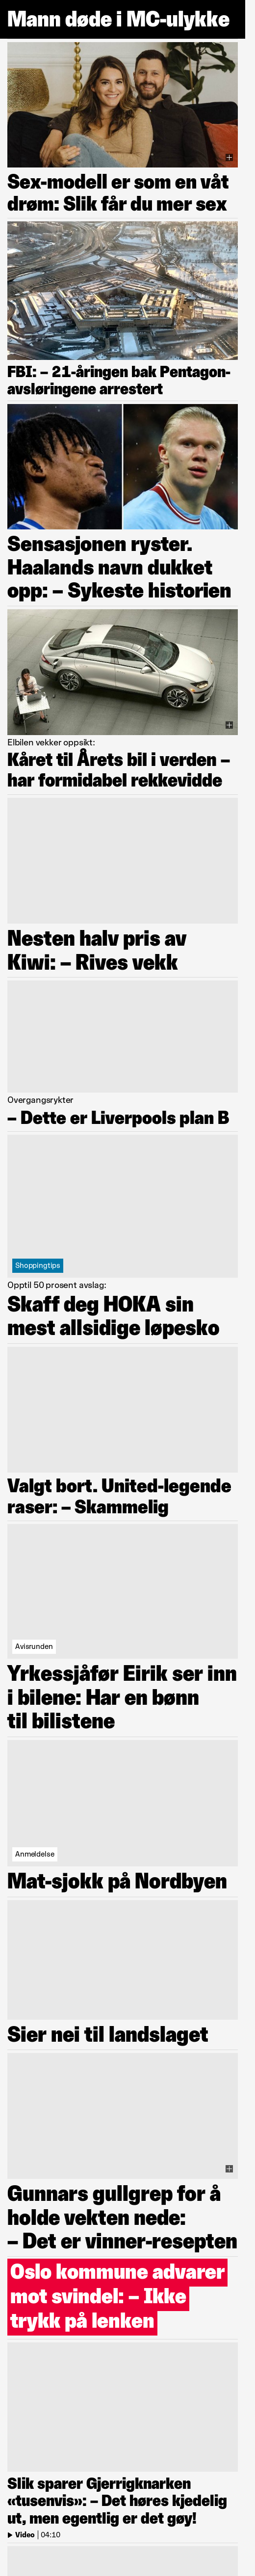 Mann døde i MC-ulykke
Sex-modell er som en våt
drøm: Slik får du mer sex
FBI: – 21-åringen bak Pentagon-
avsløringene arrestert
Sensasjonen ryster.
Haalands navn dukket
opp: – Sykeste historien
Elbilen vekker oppsikt:
Kåret til Årets bil i verden –
har formidabel rekkevidde
Nesten halv pris av
Kiwi: – Rives vekk
Overgangsrykter
– Dette er Liverpools plan B
Shoppingtips
Opptil 50 prosent avslag:
Skaff deg HOKA sin
mest allsidige løpesko
Valgt bort. United-legende
raser: – Skammelig
Avisrunden
Yrkessjåfør Eirik ser inn
i bilene: Har en bønn
til bilistene
Anmeldelse
Mat-sjokk på Nordbyen
Sier nei til landslaget
Gunnars gullgrep for å
holde vekten nede:
– Det er vinner-resepten
Oslo kommune advarer
mot svindel: – Ikke
trykk på lenken
Slik sparer Gjerrigknarken
«tusenvis»: – Det høres kjedelig
ut, men egentlig er det gøy!
Video | 04:10